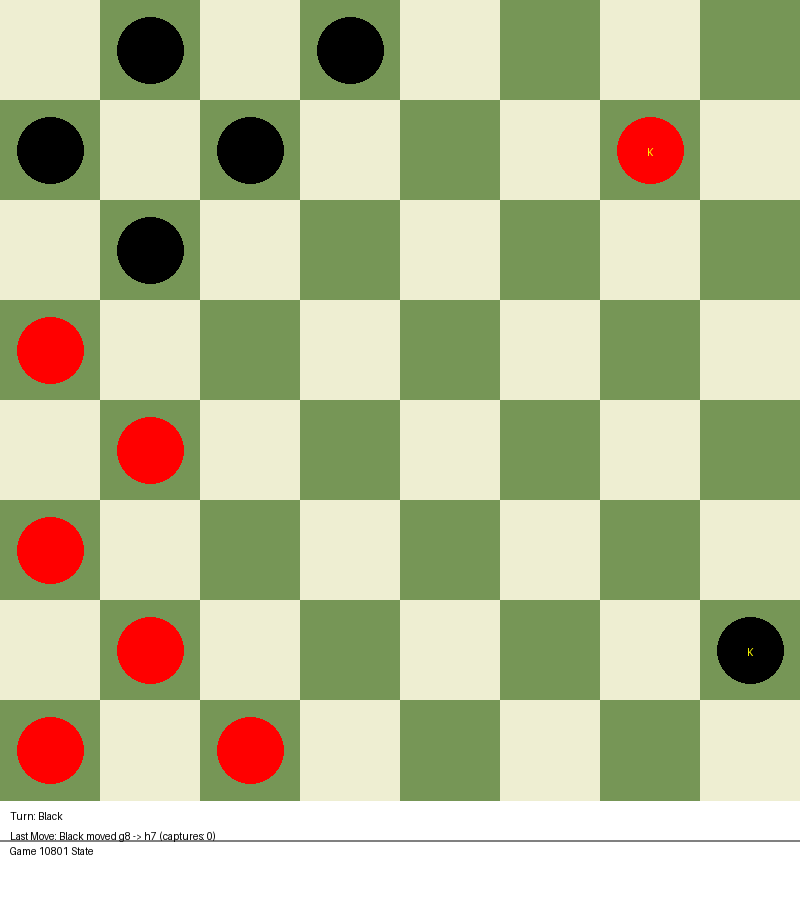 K
K
Turn: Black
Last Move: Black moved g8 -> h7 (captures: 0)
Game 10801 State